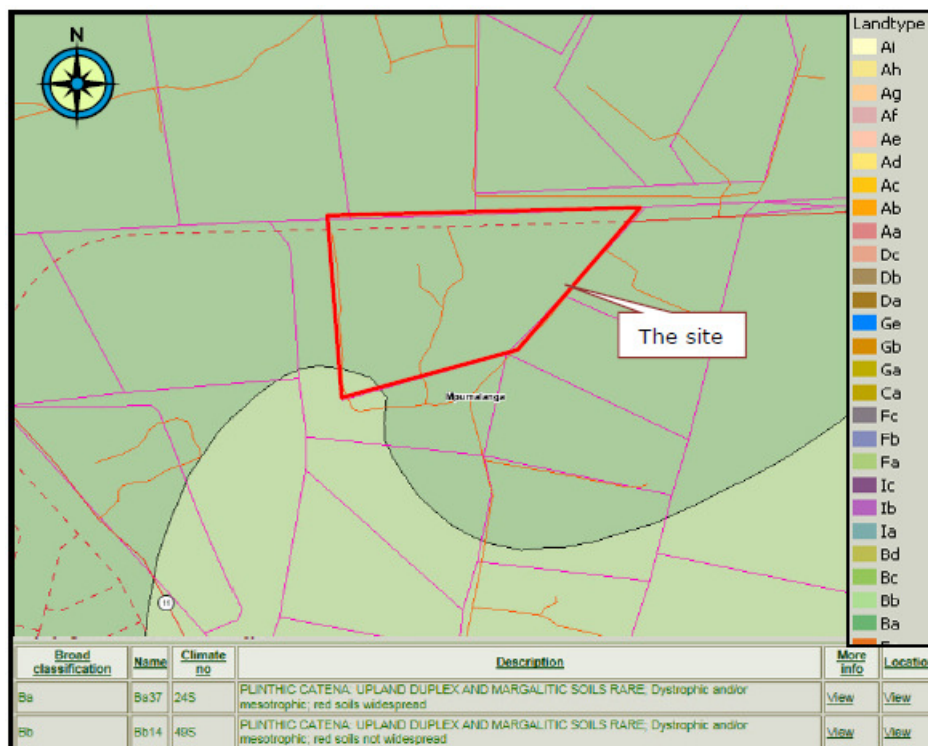 N
The site
Mpumalanga
11
Landtype
Ai
Ah
Ag
Af
Ae
Ad
Ac
Ab
Aa
Dc
Db
Da
Ge
Gb
Ga
Ca
Fc
Fb
Fa
Ic
Ib
Ia
Bd
Bc
Bb
Ba
Broad classification Name Climate no Description More info Location
Ba Ba37 24S PLINTHIC CATENA: UPLAND DUPLEX AND MARGALITIC SOILS RARE; Dystrophic and/or mesotrophic; red soils widespread View View
Bb Bb14 49S PLINTHIC CATENA: UPLAND DUPLEX AND MARGALITIC SOILS RARE; Dystrophic and/or mesotrophic; red soils not widespread View View